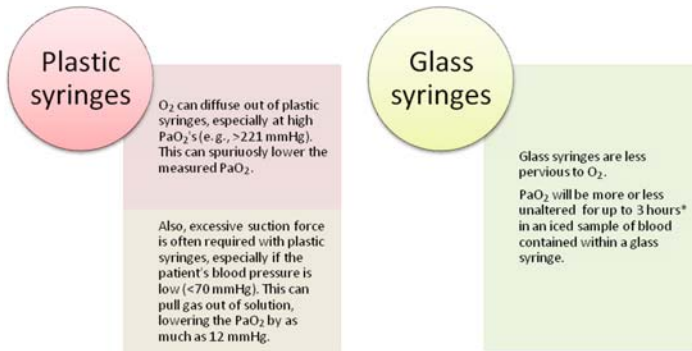 Plastic
syringes
O₂ can diffuse out of plastic
syringes, especially at high
PaO₂'s (e.g., >221 mmHg).
This can spuriuosly lower the
measured PaO₂.
Also, excessive suction force
is often required with plastic
syringes, especially if the
patient's blood pressure is
low (<70 mmHg). This can
pull gas out of solution,
lowering the PaO₂ by as
much as 12 mmHg.
Glass
syringes
Glass syringes are less
pervious to O₂.
PaO₂ will be more or less
unaltered for up to 3 hours*
in an iced sample of blood
contained within a glass
syringe.